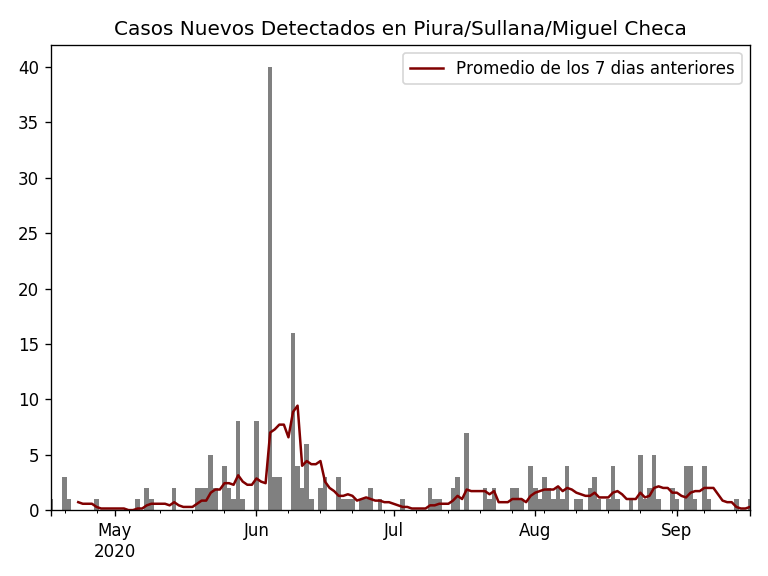 Casos Nuevos Detectados en Piura/Sullana/Miguel Checa
Promedio de los 7 dias anteriores
40
35
30
25
20
15
10
5
0
May
2020
Jun
Jul
Aug
Sep